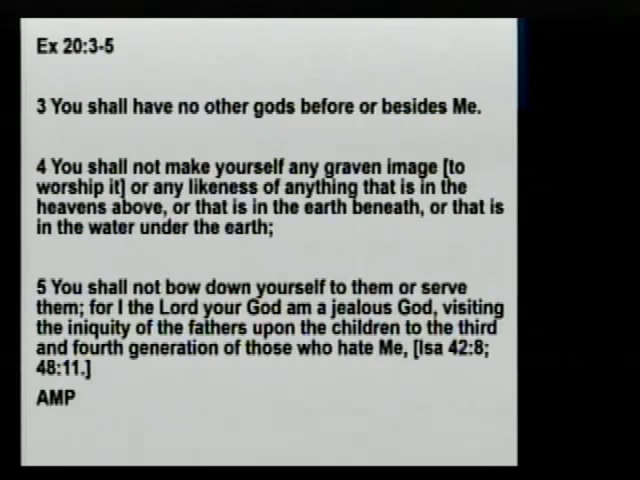 Ex 20:3-5
3 You shall have no other gods before or besides Me.
4 You shall not make yourself any graven image [to
worship it] or any likeness of anything that is in the
heavens above, or that is in the earth beneath, or that is
in the water under the earth;
5 You shall not bow down yourself to them or serve
them; for I the Lord your God am a jealous God, visiting
the iniquity of the fathers upon the children to the third
and fourth generation of those who hate Me, [Isa 42:8;
48:11.]
AMP